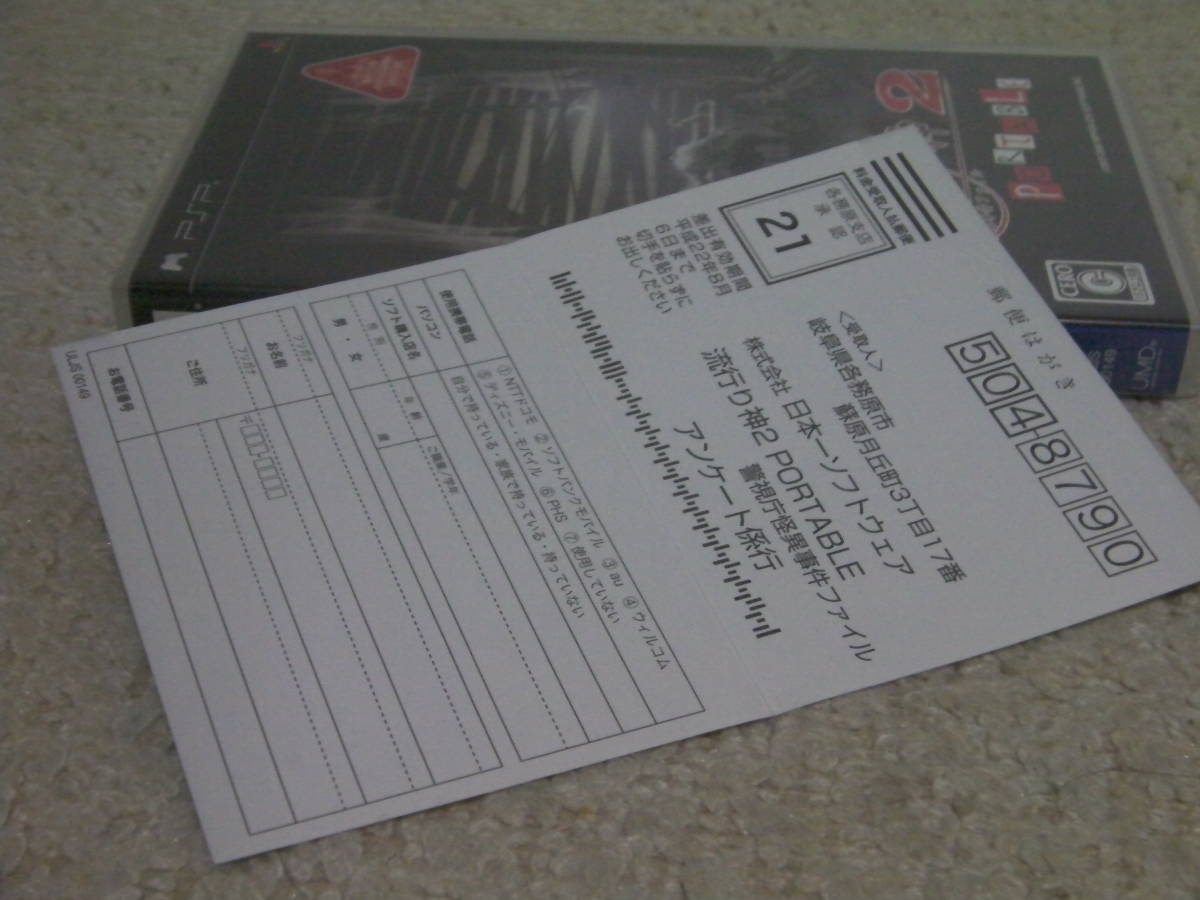 郵便はがき
5048790
料金受取人払郵便
各務原支店
承認
21
差出有効期間
平成22年8月
6日まで
切手を貼らずに
お出しください
<受取人>
岐阜県各務原市
蘇原月丘町3丁目17番
株式会社 日本一ソフトウェア
流行り神2 PORTABLE
警視庁怪異事件ファイル
アンケート係行
使用携帯電話
①NTTドコモ ②ソフトバンクモバイル ③au ④ウィルコム
⑤ディズニー・モバイル ⑥PHS ⑦使用していない
パソコン
自分で持っている・家族で持っている・持っていない
ソフト購入店名
性別
男・女
年齢
歳
ご職業/学年
フリガナ
お名前
フリガナ
ご住所
〒
お電話番号
ULJS 00149
PSP
2
PORTABLE
CERO
C
UMD